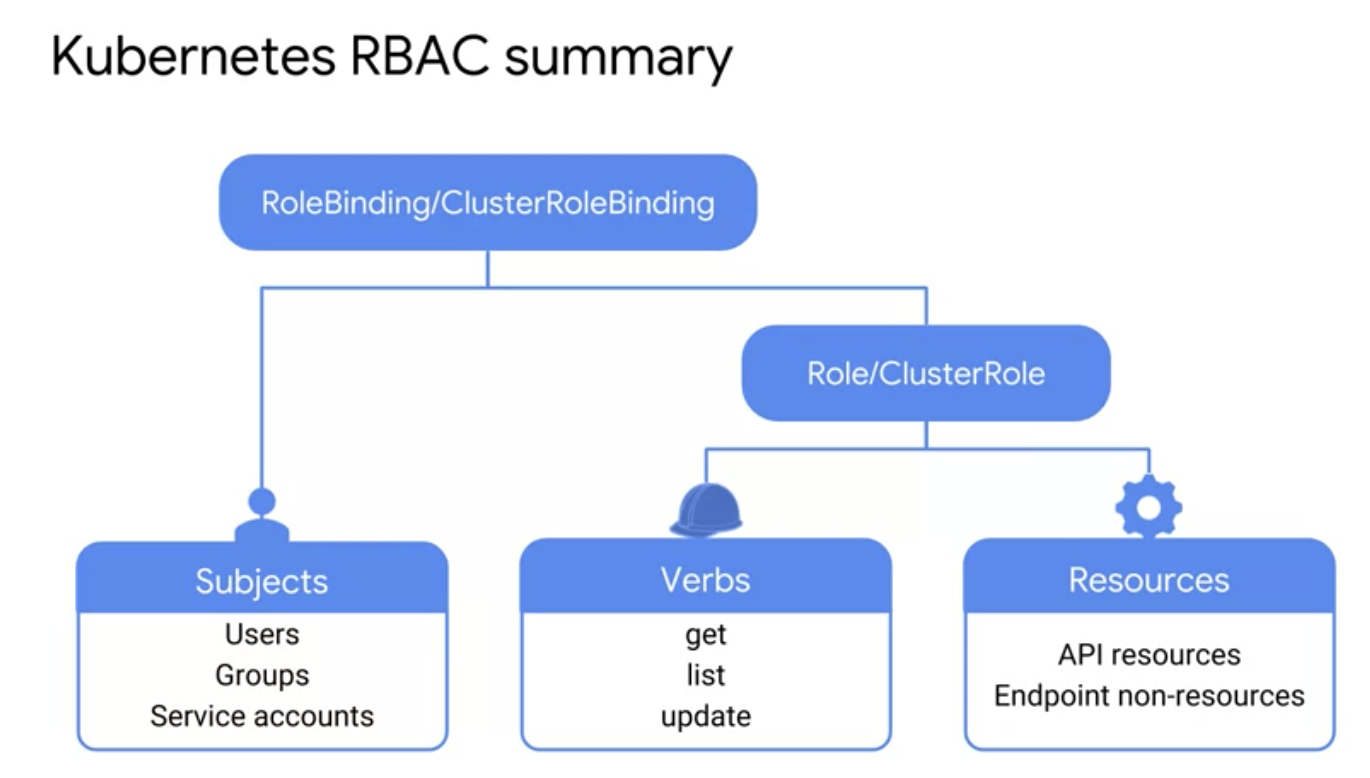 Kubernetes RBAC summary
RoleBinding/ClusterRoleBinding
Role/ClusterRole
Subjects
Users
Groups
Service accounts
Verbs
get
list
update
Resources
API resources
Endpoint non-resources